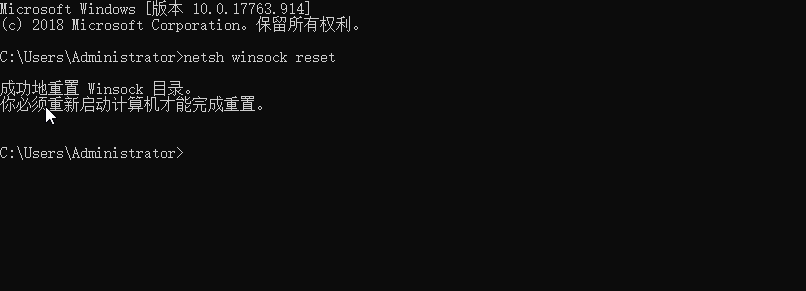 Microsoft Windows [版本 10.0.17763.914]
(c) 2018 Microsoft Corporation。保留所有权利。
C:\Users\Administrator>netsh winsock reset
成功地重置 Winsock 目录。
你必须重新启动计算机才能完成重置。
C:\Users\Administrator>